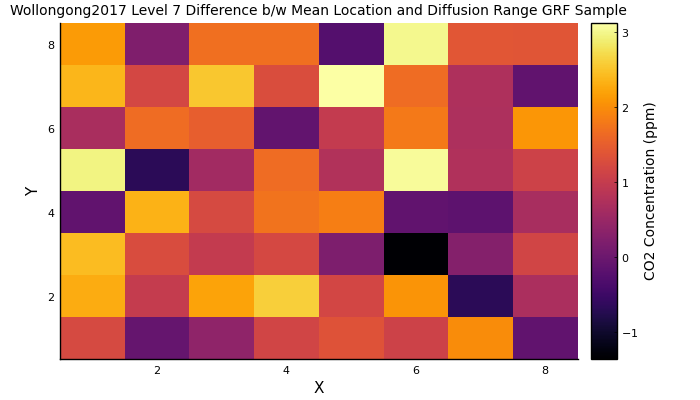 Wollongong2017 Level 7 Difference b/w Mean Location and Diffusion Range GRF Sample
8
6
4
2
Y
2 4 6 8
X
3
2
1
0
−1
CO2 Concentration (ppm)